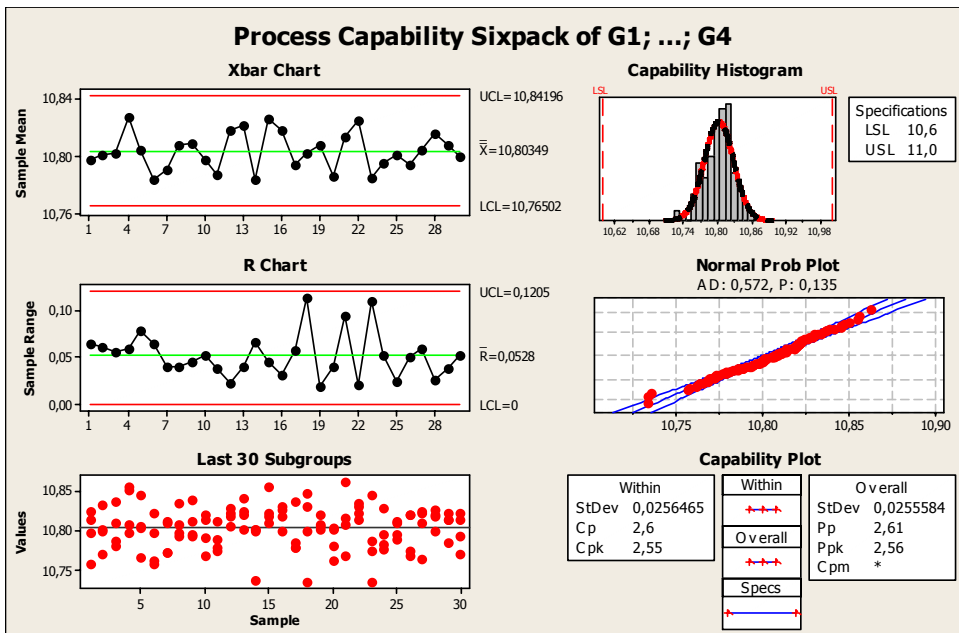 Process Capability Sixpack of G1; ...; G4
Xbar Chart
Sample Mean
10,84
10,80
10,76
1 4 7 10 13 16 19 22 25 28
UCL=10,84196
X=10,80349
LCL=10,76502
Capability Histogram
LSL USL
10,62 10,68 10,74 10,80 10,86 10,92 10,98
Specifications
LSL 10,6
USL 11,0
R Chart
Sample Range
0,10
0,05
0,00
1 4 7 10 13 16 19 22 25 28
UCL=0,1205
R=0,0528
LCL=0
Normal Prob Plot
AD: 0,572, P: 0,135
10,75 10,80 10,85 10,90
Last 30 Subgroups
Values
10,85
10,80
10,75
5 10 15 20 25 30
Sample
Capability Plot
Within
StDev 0,0256465
Cp 2,6
Cpk 2,55
Within
Overall
Specs
Overall
StDev 0,0255584
Pp 2,61
Ppk 2,56
Cpm *